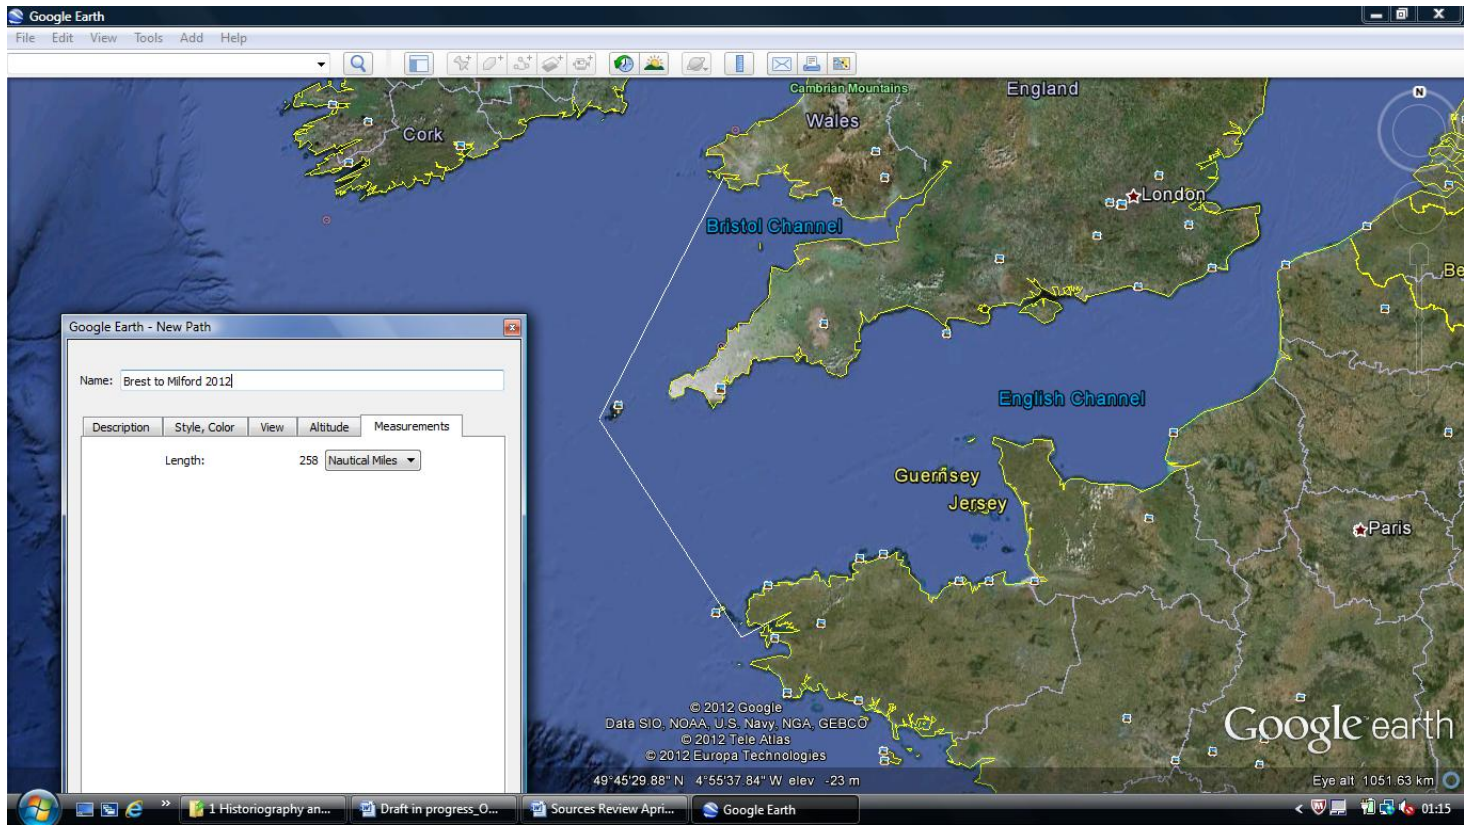 Google Earth
File Edit View Tools Add Help
N
Cambrian Mountains
England
Wales
Cork
London
Bristol Channel
Be
Google Earth - New Path
Name: Brest to Milford 2012
Description Style, Color View Altitude Measurements
Length: 258 Nautical Miles
English Channel
Guernsey
Jersey
Paris
© 2012 Google
Data SIO, NOAA, U.S. Navy, NGA, GEBCO
© 2012 Tele Atlas
© 2012 Europa Technologies
Google earth
49°45'29.88" N 4°55'37.84" W elev -23 m
Eye alt 1051.63 km
» 1 Historiography an... Draft in progress_O... Sources Review Apri... Google Earth < 01:15